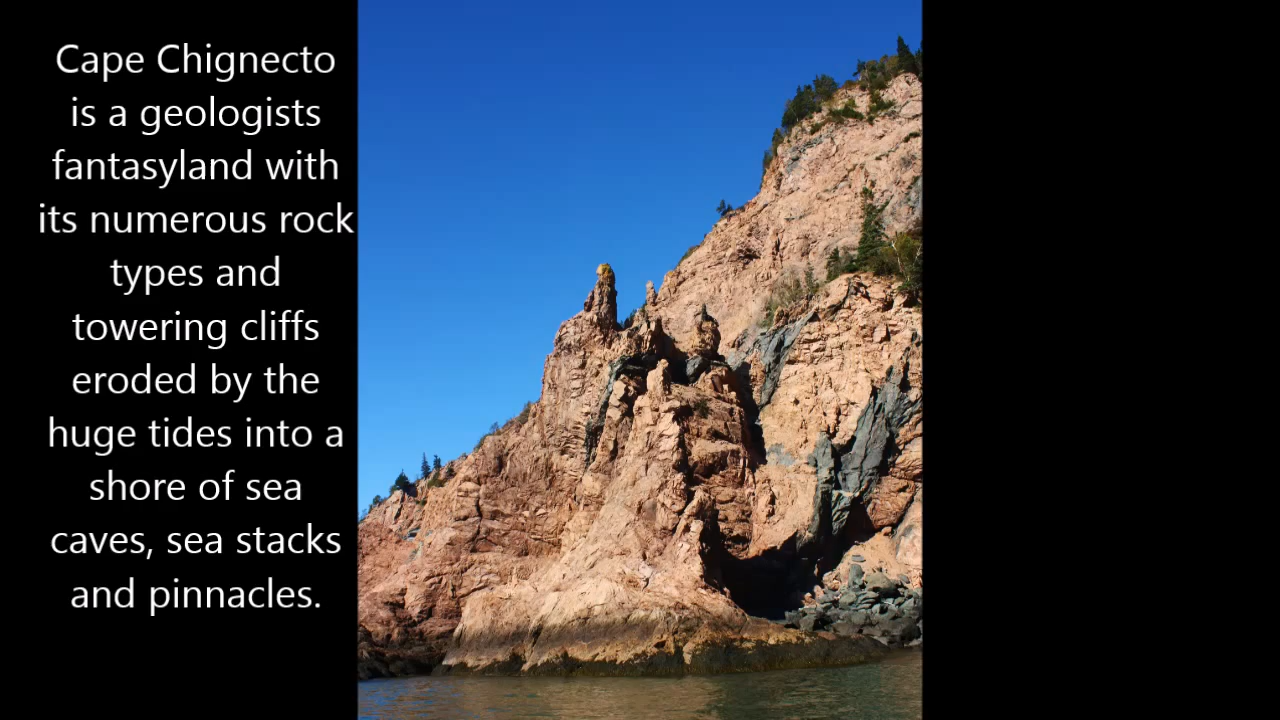 Cape Chignecto
is a geologists
fantasyland with
its numerous rock
types and
towering cliffs
eroded by the
huge tides into a
shore of sea
caves, sea stacks
and pinnacles.